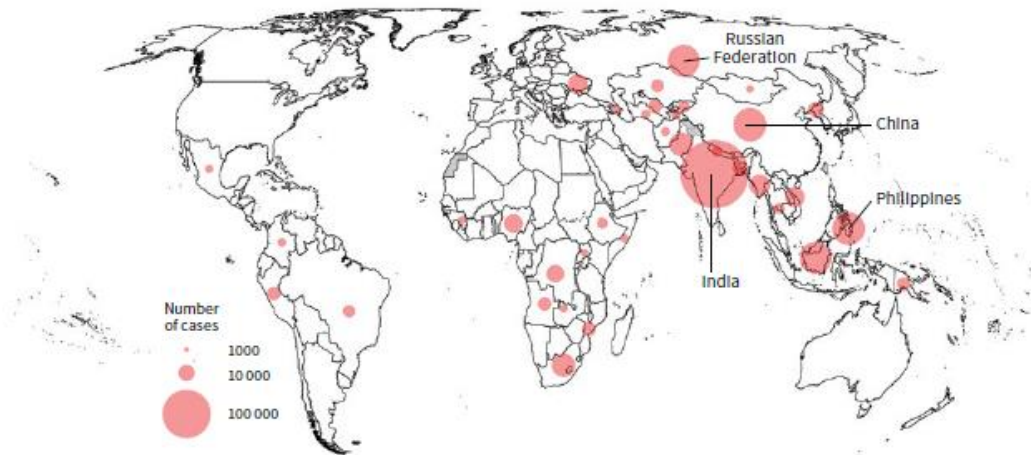 Russian
Federation
China
Philippines
India
Number
of cases
1000
10 000
100 000